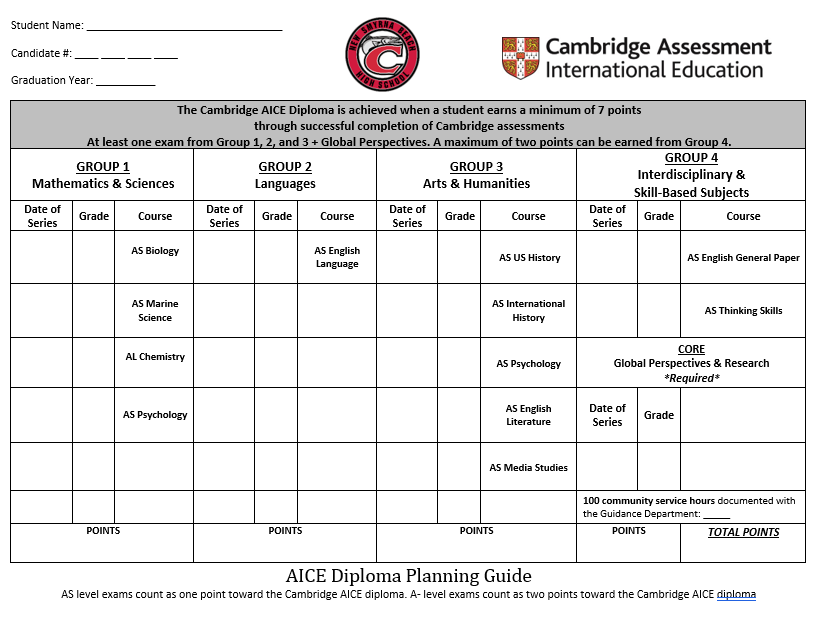 Student Name: ___________________________________
Candidate #: ____ ____ ____ ____
Graduation Year: __________
NEW SMYRNA BEACH
C
HIGH SCHOOL
Cambridge Assessment
International Education
The Cambridge AICE Diploma is achieved when a student earns a minimum of 7 points
through successful completion of Cambridge assessments
At least one exam from Group 1, 2, and 3 + Global Perspectives. A maximum of two points can be earned from Group 4.
GROUP 1
Mathematics & Sciences
GROUP 2
Languages
GROUP 3
Arts & Humanities
GROUP 4
Interdisciplinary &
Skill-Based Subjects
Date of Series Grade Course Date of Series Grade Course Date of Series Grade Course Date of Series Grade Course
AS Biology
AS English Language
AS US History
AS English General Paper
AS Marine Science
AS International History
AS Thinking Skills
AL Chemistry
AS Psychology
CORE
Global Perspectives & Research
*Required*
AS Psychology
AS English Literature
Date of Series Grade
AS Media Studies
100 community service hours documented with
the Guidance Department: _____
POINTS POINTS POINTS POINTS TOTAL POINTS
AICE Diploma Planning Guide
AS level exams count as one point toward the Cambridge AICE diploma. A- level exams count as two points toward the Cambridge AICE diploma